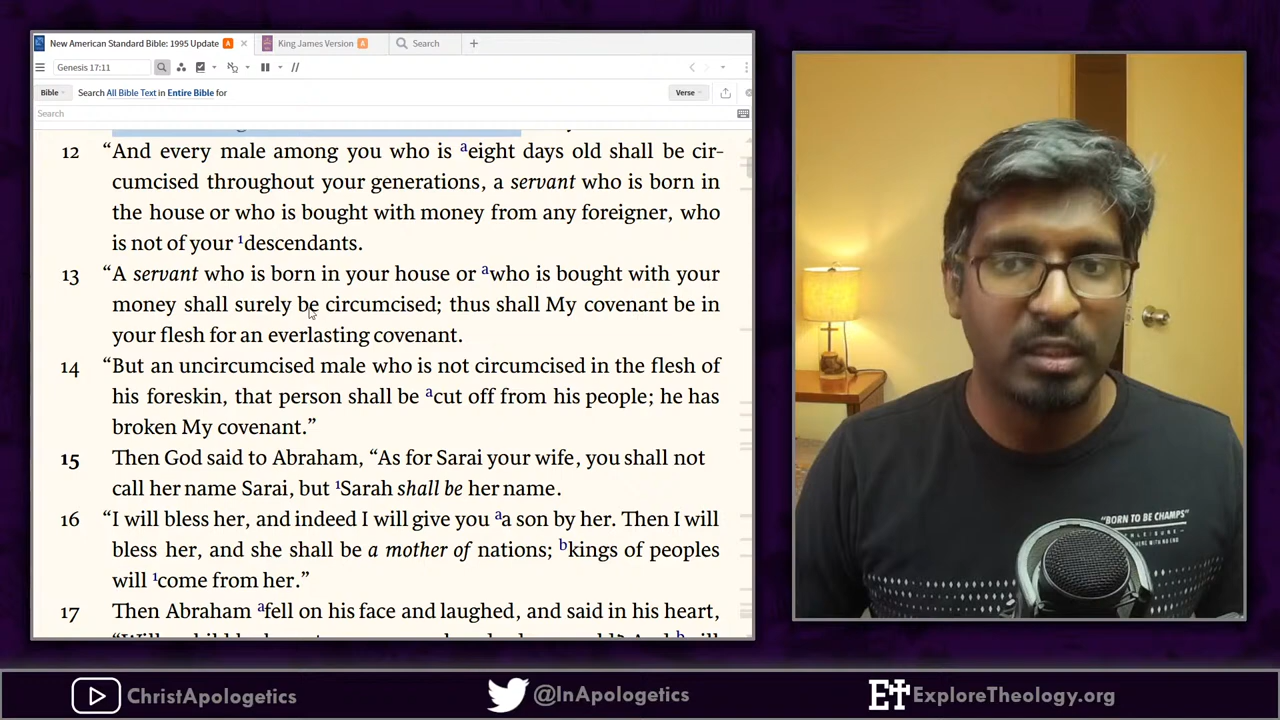 New American Standard Bible: 1995 Update A
King James Version A
Search
Genesis 17:11
Bible Search All Bible Text in Entire Bible for
Verse
Search
12 “And every male among you who is ᵃeight days old shall be cir-
cumcised throughout your generations, a servant who is born in
the house or who is bought with money from any foreigner, who
is not of your ¹descendants.
13 “A servant who is born in your house or ᵃwho is bought with your
money shall surely be circumcised; thus shall My covenant be in
your flesh for an everlasting covenant.
14 “But an uncircumcised male who is not circumcised in the flesh of
his foreskin, that person shall be ᵃcut off from his people; he has
broken My covenant.”
15 Then God said to Abraham, “As for Sarai your wife, you shall not
call her name Sarai, but ¹Sarah shall be her name.
16 “I will bless her, and indeed I will give you ᵃa son by her. Then I will
bless her, and she shall be a mother of nations; ᵇkings of peoples
will ¹come from her.”
17 Then Abraham ᵃfell on his face and laughed, and said in his heart,
“BORN TO BE CHAMPS”
ChristApologetics
@InApologetics
ET ExploreTheology.org